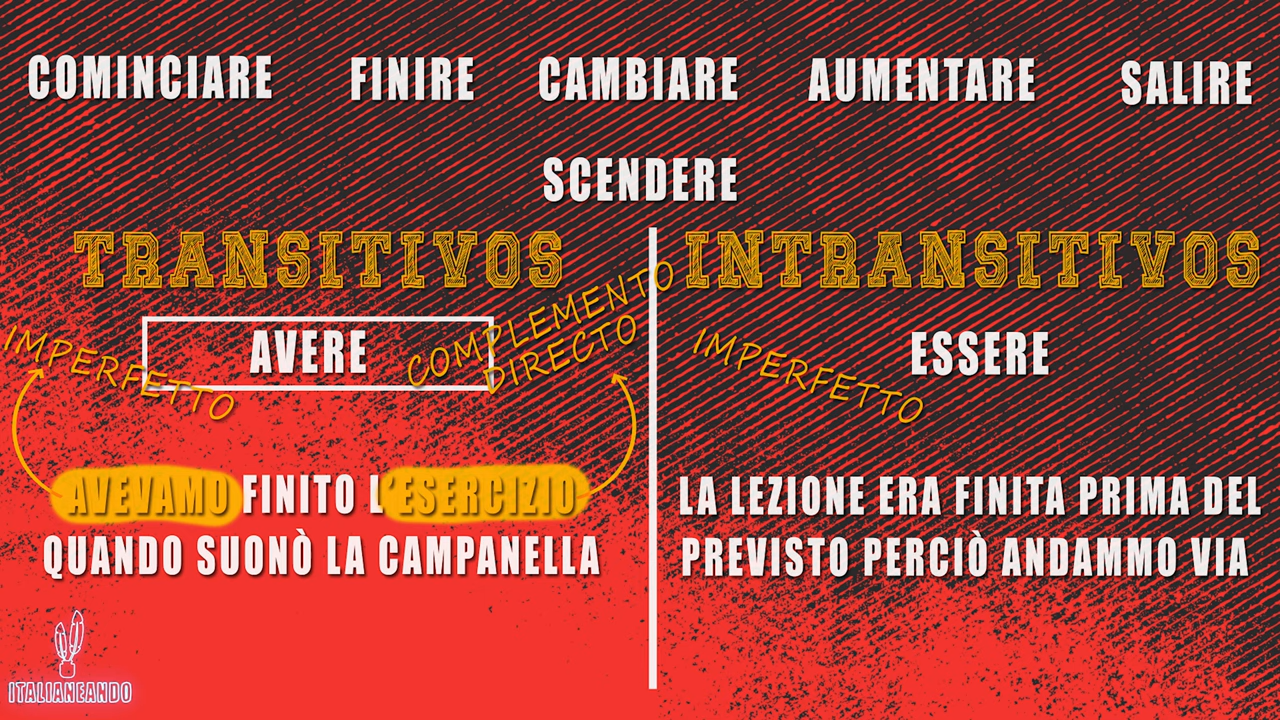 COMINCIARE FINIRE CAMBIARE AUMENTARE SALIRE
SCENDERE
TRANSITIVOS
IMPERFETTO
AVERE
COMPLEMENTO
DIRECTO
AVEVAMO FINITO L'ESERCIZIO
QUANDO SUONÒ LA CAMPANELLA
INTRANSITIVOS
IMPERFETTO
ESSERE
LA LEZIONE ERA FINITA PRIMA DEL
PREVISTO PERCIÒ ANDAMMO VIA
ITALIANEANDO